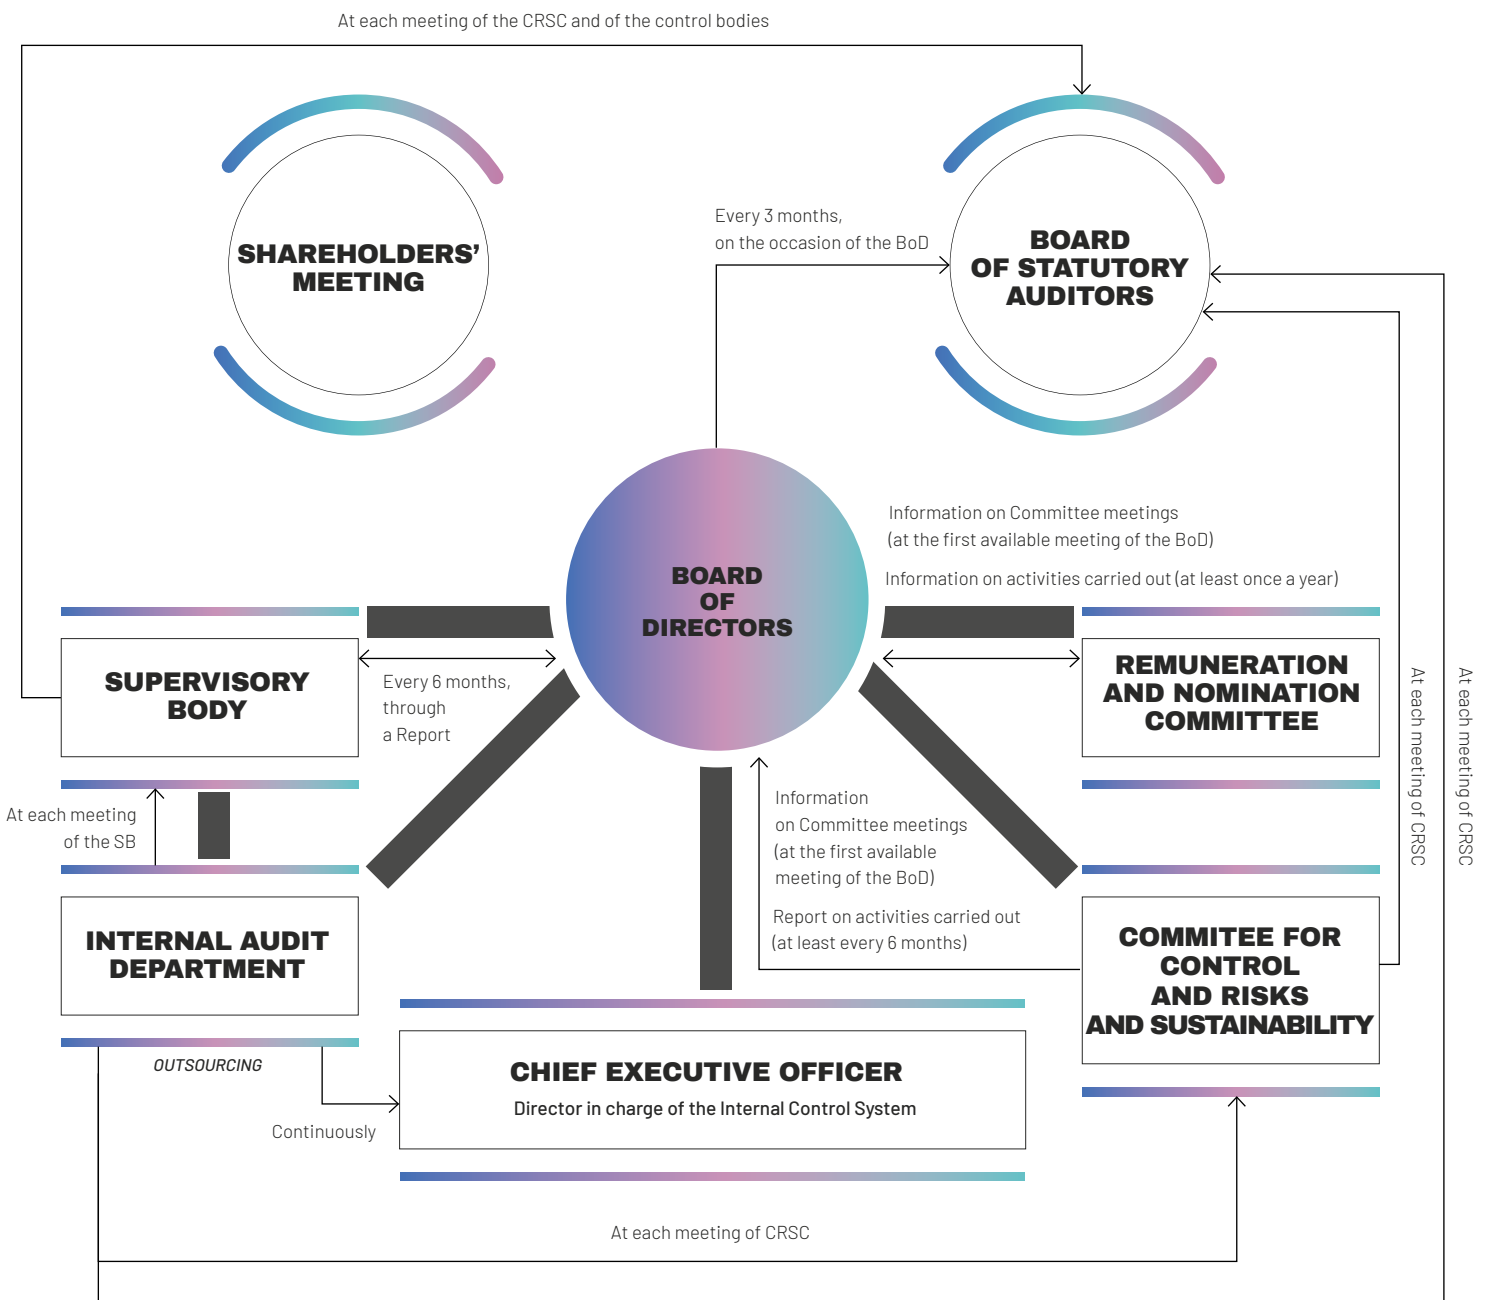 At each meeting of the CRSC and of the control bodies
SHAREHOLDERS’
MEETING
Every 3 months,
on the occasion of the BoD
BOARD
OF STATUTORY
AUDITORS
BOARD
OF
DIRECTORS
Information on Committee meetings
(at the first available meeting of the BoD)
Information on activities carried out (at least once a year)
SUPERVISORY
BODY
Every 6 months,
through
a Report
REMUNERATION
AND NOMINATION
COMMITTEE
At each meeting of CRSC
At each meeting of CRSC
At each meeting
of the SB
Information
on Committee meetings
(at the first available
meeting of the BoD)
Report on activities carried out
(at least every 6 months)
INTERNAL AUDIT
DEPARTMENT
OUTSOURCING
COMMITEE FOR
CONTROL
AND RISKS
AND SUSTAINABILITY
CHIEF EXECUTIVE OFFICER
Director in charge of the Internal Control System
Continuously
At each meeting of CRSC